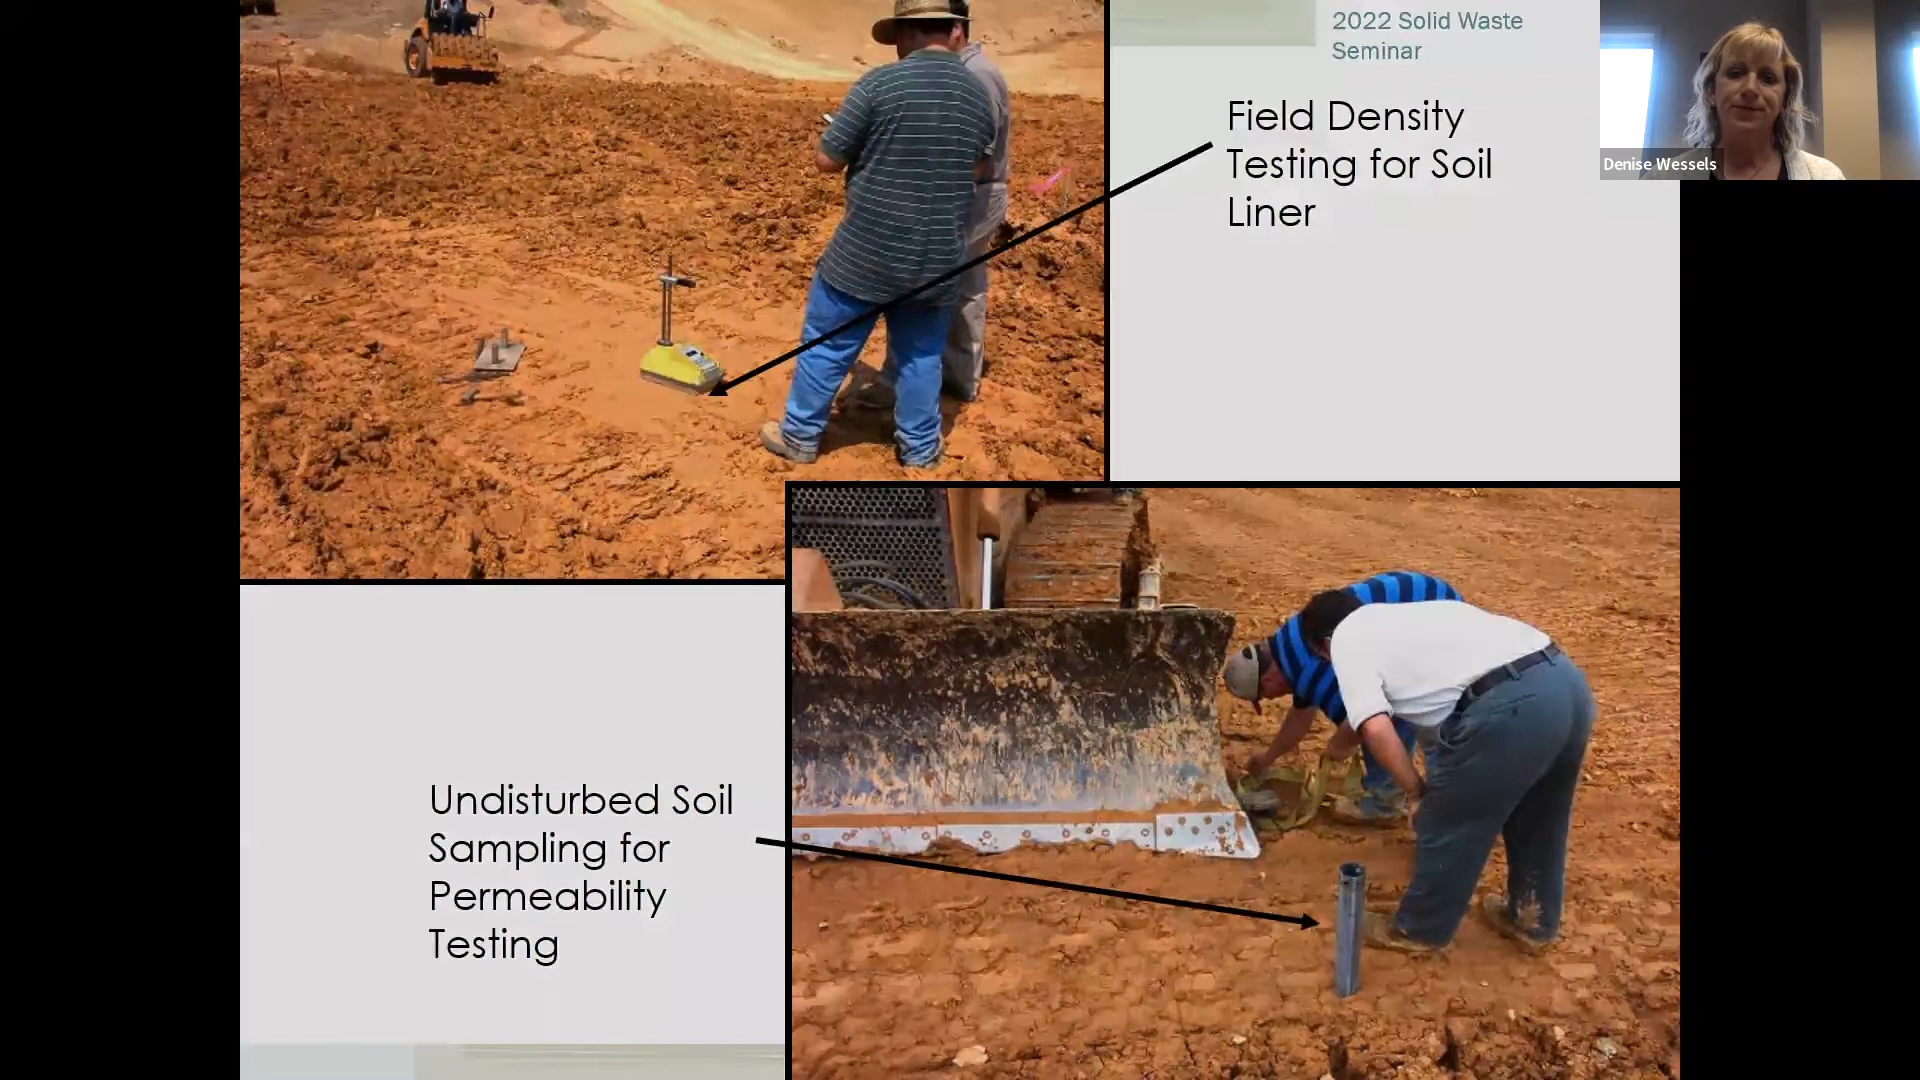 2022 Solid Waste
Seminar
Field Density
Testing for Soil
Liner
Denise Wessels
Undisturbed Soil
Sampling for
Permeability
Testing